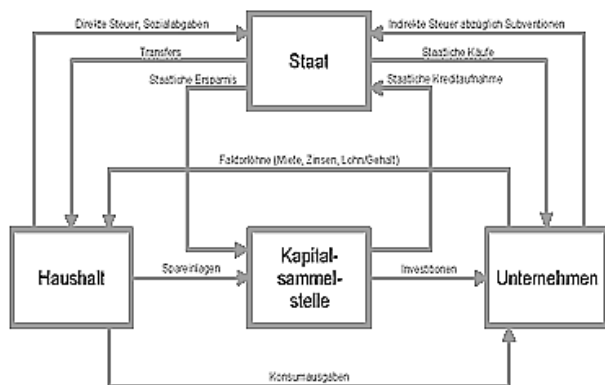 Direkte Steuer, Sozialabgaben
Indirekte Steuer abzüglich Subventionen
Transfers
Staatliche Käufe
Staat
Staatliche Ersparnis
Staatliche Kreditaufnahme
Faktorlöhne (Miete, Zinsen, Lohn/Gehalt)
Haushalt
Spareinlagen
Kapital-
sammel-
stelle
Investitionen
Unternehmen
Konsumausgaben